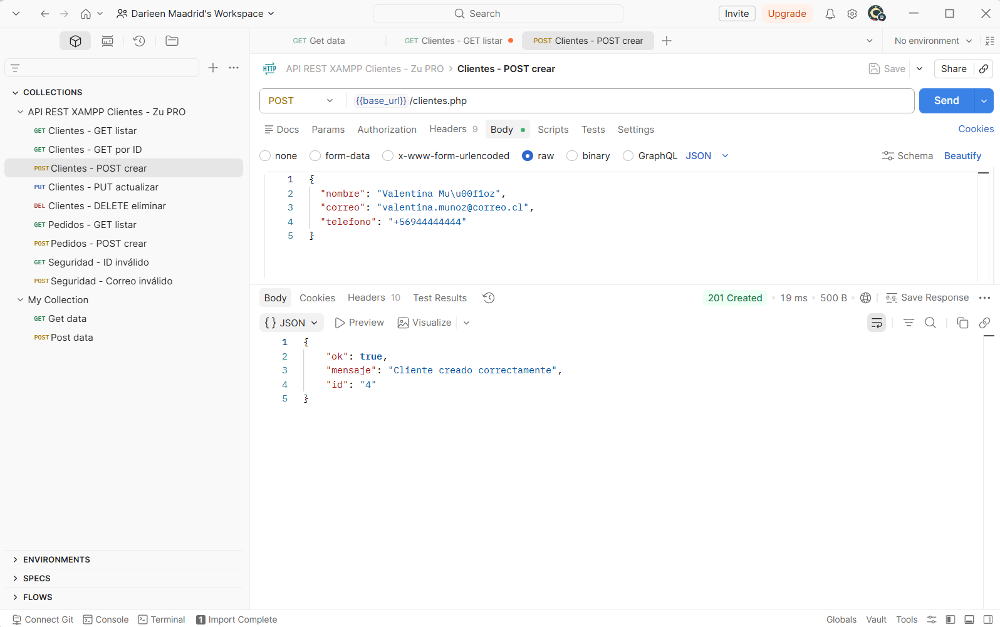 Darieen Maadrid's Workspace
Search
Invite
Upgrade
GET Get data
GET Clientes - GET listar
POST Clientes - POST crear
No environment
COLLECTIONS
API REST XAMPP Clientes - Zu PRO
GET Clientes - GET listar
GET Clientes - GET por ID
POST Clientes - POST crear
PUT Clientes - PUT actualizar
DEL Clientes - DELETE eliminar
GET Pedidos - GET listar
POST Pedidos - POST crear
GET Seguridad - ID inválido
POST Seguridad - Correo inválido
My Collection
GET Get data
POST Post data
ENVIRONMENTS
SPECS
FLOWS
HTTP API REST XAMPP Clientes - Zu PRO > Clientes - POST crear
Save
Share
POST {{base_url}} /clientes.php
Send
Docs Params Authorization Headers 9 Body Scripts Tests Settings
Cookies
none form-data x-www-form-urlencoded raw binary GraphQL JSON
Schema Beautify
1 {
2 "nombre": "Valentina Mu\u00f1oz",
3 "correo": "valentina.munoz@correo.cl",
4 "telefono": "+56944444444"
5 }
Body Cookies Headers 10 Test Results
201 Created • 19 ms • 500 B •
e.g. Save Response
{} JSON Preview Visualize
1 {
2 "ok": true,
3 "mensaje": "Cliente creado correctamente",
4 "id": "4"
5 }
Connect Git Console Terminal 1 Import Complete
Globals Vault Tools